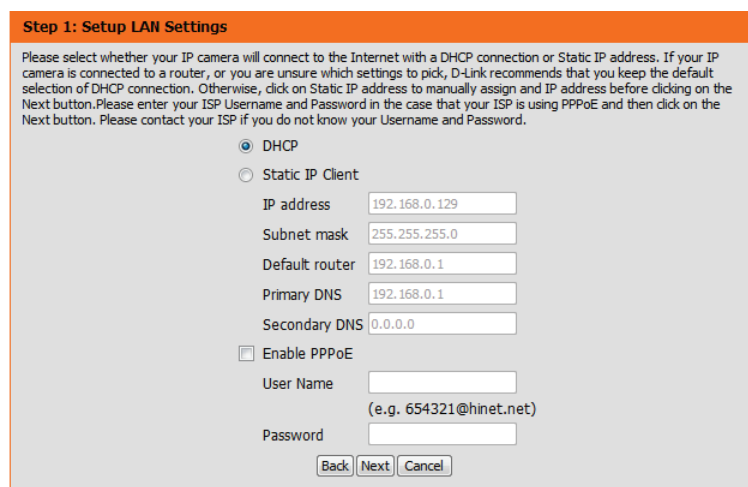 Step 1: Setup LAN Settings
Please select whether your IP camera will connect to the Internet with a DHCP connection or Static IP address. If your IP
camera is connected to a router, or you are unsure which settings to pick, D-Link recommends that you keep the default
selection of DHCP connection. Otherwise, click on Static IP address to manually assign and IP address before clicking on the
Next button.Please enter your ISP Username and Password in the case that your ISP is using PPPoE and then click on the
Next button. Please contact your ISP if you do not know your Username and Password.
DHCP
Static IP Client
IP address 192.168.0.129
Subnet mask 255.255.255.0
Default router 192.168.0.1
Primary DNS 192.168.0.1
Secondary DNS 0.0.0.0
Enable PPPoE
User Name
(e.g. 654321@hinet.net)
Password
Back Next Cancel